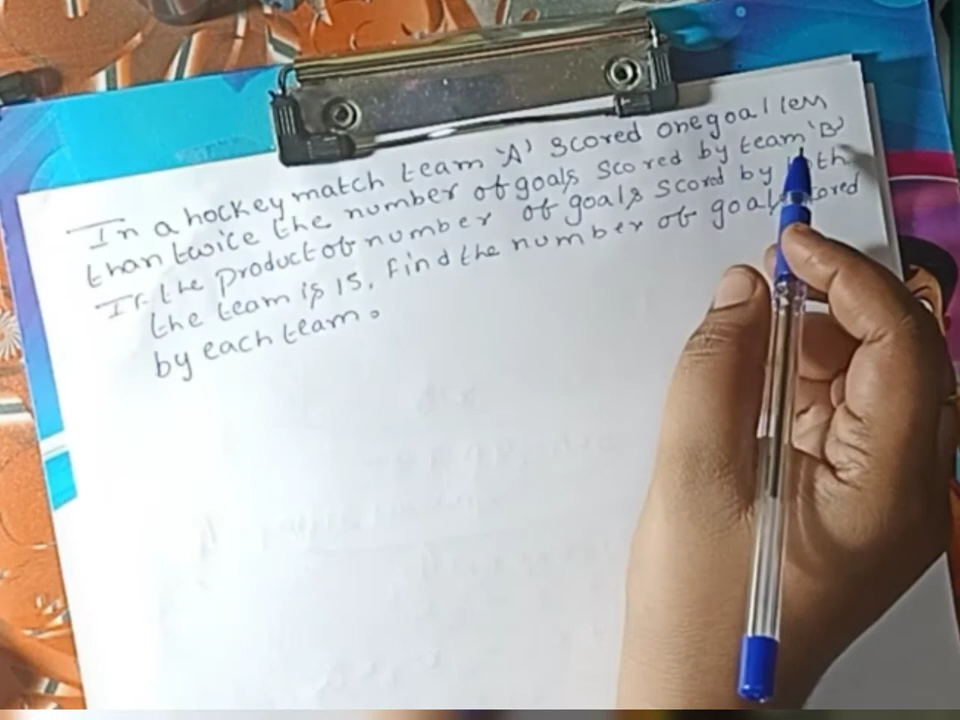 In a hockey match team 'A' scored one goal less
than twice the number of goals scored by team 'B'
If the product of number of goals scored by both
the team is 15, find the number of goals scored
by each team.